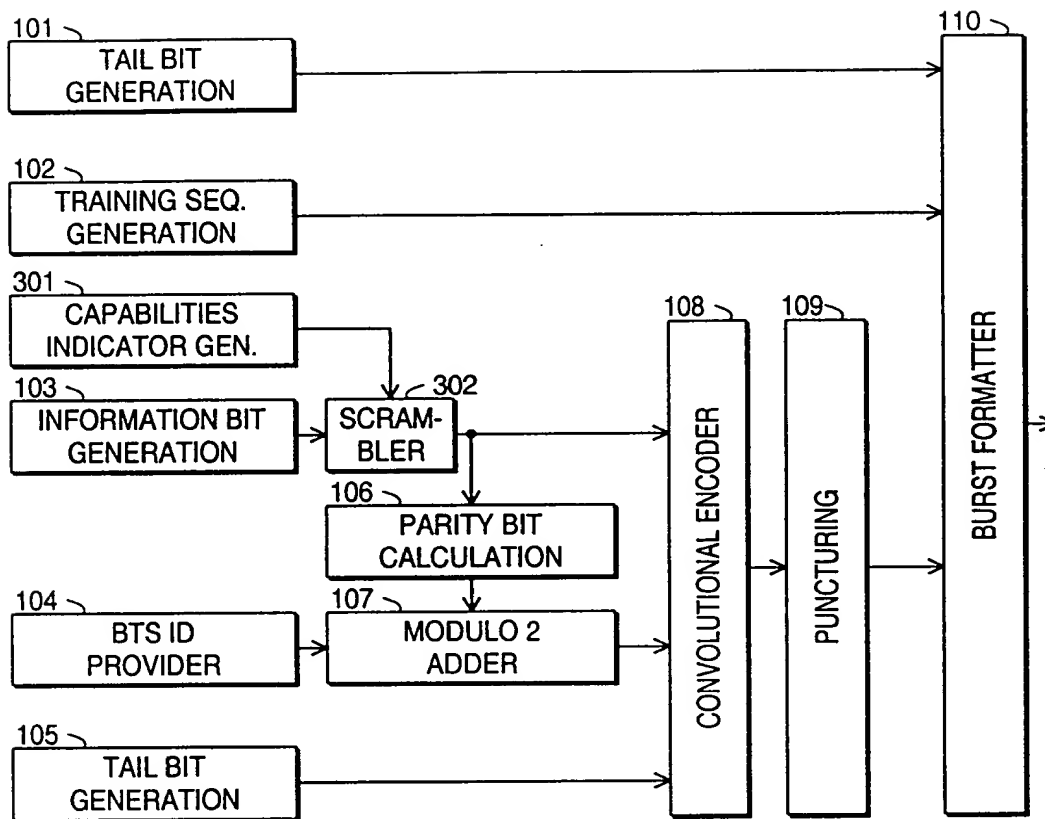 101
TAIL BIT
GENERATION
102
TRAINING SEQ.
GENERATION
301
CAPABILITIES
INDICATOR GEN.
103
INFORMATION BIT
GENERATION
302
SCRAM-
BLER
106
PARITY BIT
CALCULATION
104
BTS ID
PROVIDER
107
MODULO 2
ADDER
105
TAIL BIT
GENERATION
108
CONVOLUTIONAL ENCODER
109
PUNCTURING
110
BURST FORMATTER